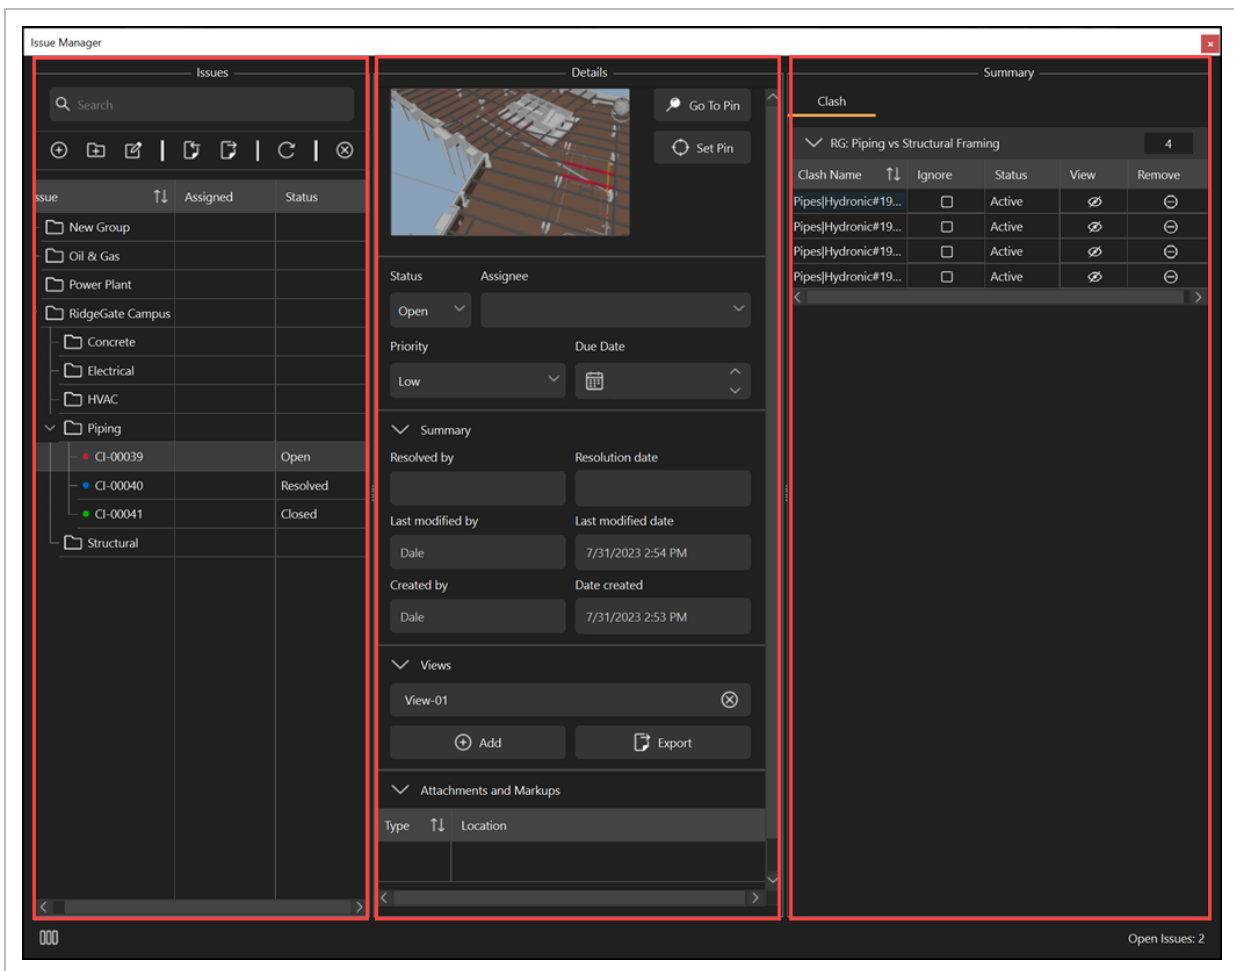 Issue Manager
Issues
Search
ssue Assigned Status
New Group
Oil & Gas
Power Plant
RidgeGate Campus
Concrete
Electrical
HVAC
Piping
CI-00039 Open
CI-00040 Resolved
CI-00041 Closed
Structural
Details
Go To Pin
Set Pin
Status Assignee
Open
Priority Due Date
Low
Summary
Resolved by Resolution date
Last modified by Last modified date
Dale 7/31/2023 2:54 PM
Created by Date created
Dale 7/31/2023 2:53 PM
Views
View-01
Add Export
Attachments and Markups
Type Location
Summary
Clash
RG: Piping vs Structural Framing 4
Clash Name Ignore Status View Remove
Pipes|Hydronic#19... Active
Pipes|Hydronic#19... Active
Pipes|Hydronic#19... Active
Pipes|Hydronic#19... Active
Open Issues: 2